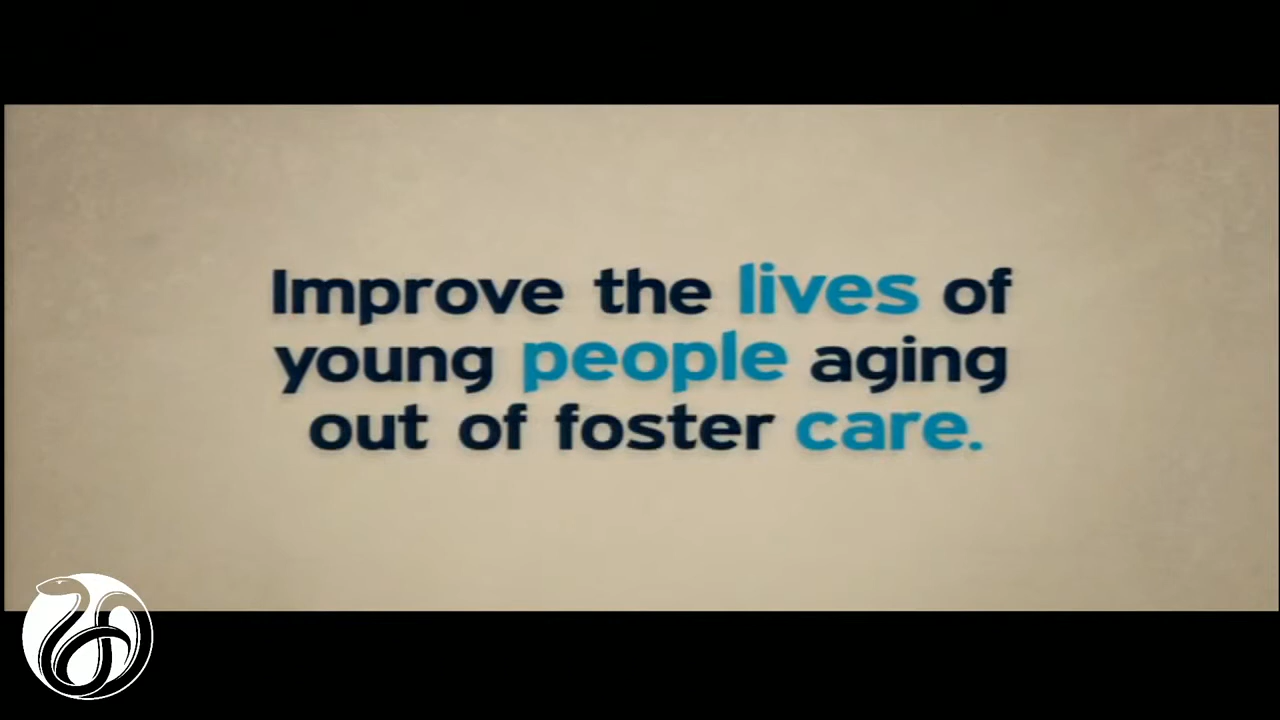 Improve the lives of
young people aging
out of foster care.